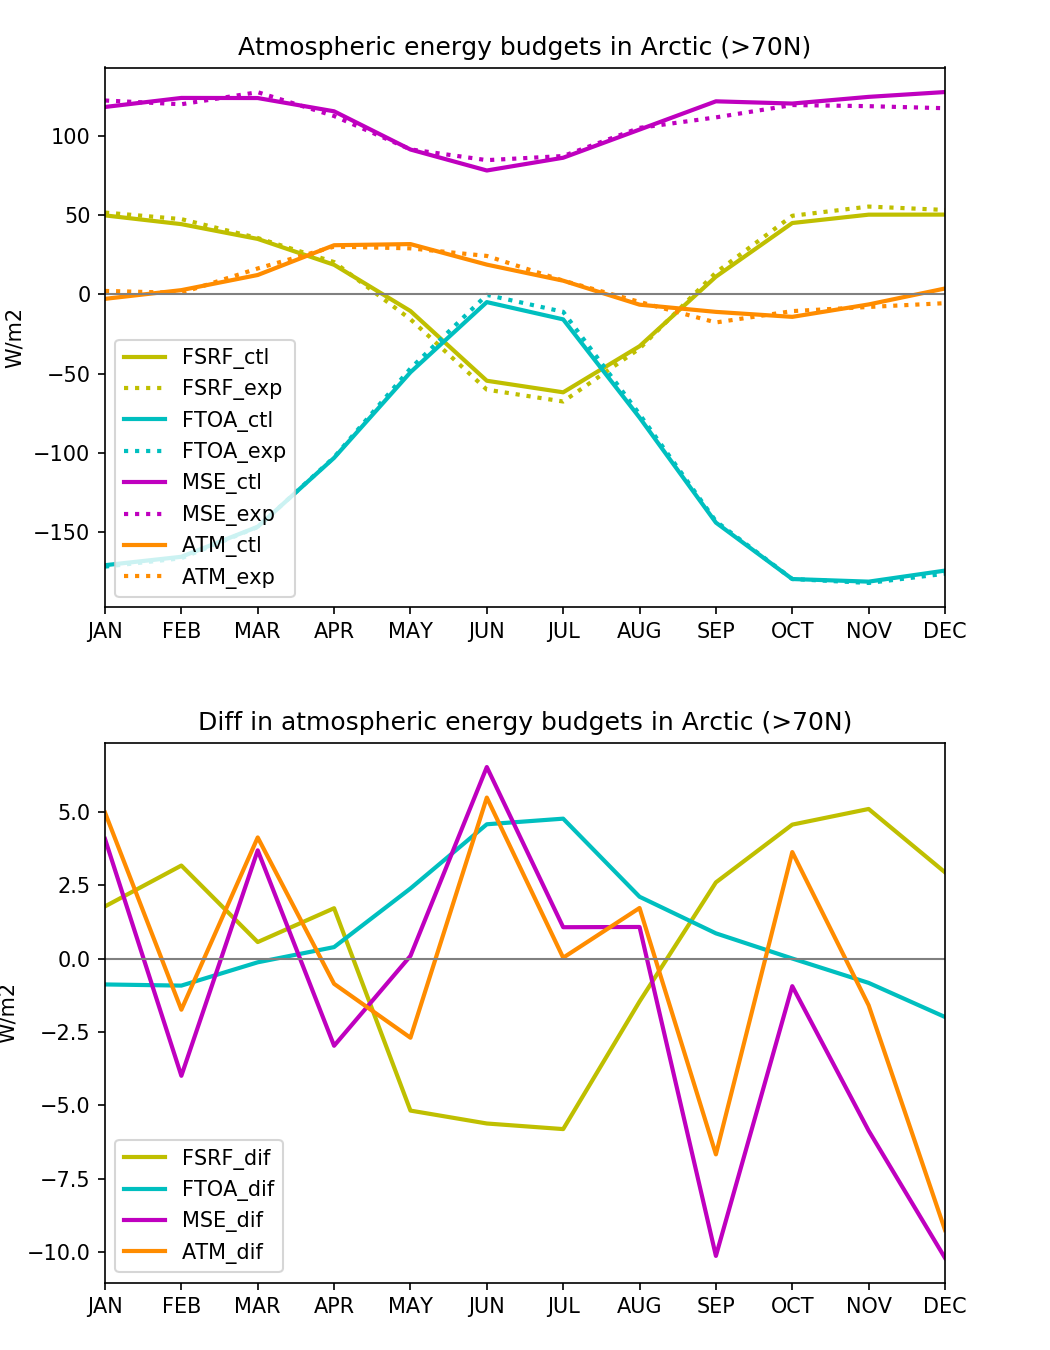 Atmospheric energy budgets in Arctic (>70N)
100
50
0
−50
−100
−150
W/m2
FSRF_ctl
FSRF_exp
FTOA_ctl
FTOA_exp
MSE_ctl
MSE_exp
ATM_ctl
ATM_exp
JAN FEB MAR APR MAY JUN JUL AUG SEP OCT NOV DEC
Diff in atmospheric energy budgets in Arctic (>70N)
5.0
2.5
0.0
−2.5
−5.0
−7.5
−10.0
W/m2
FSRF_dif
FTOA_dif
MSE_dif
ATM_dif
JAN FEB MAR APR MAY JUN JUL AUG SEP OCT NOV DEC